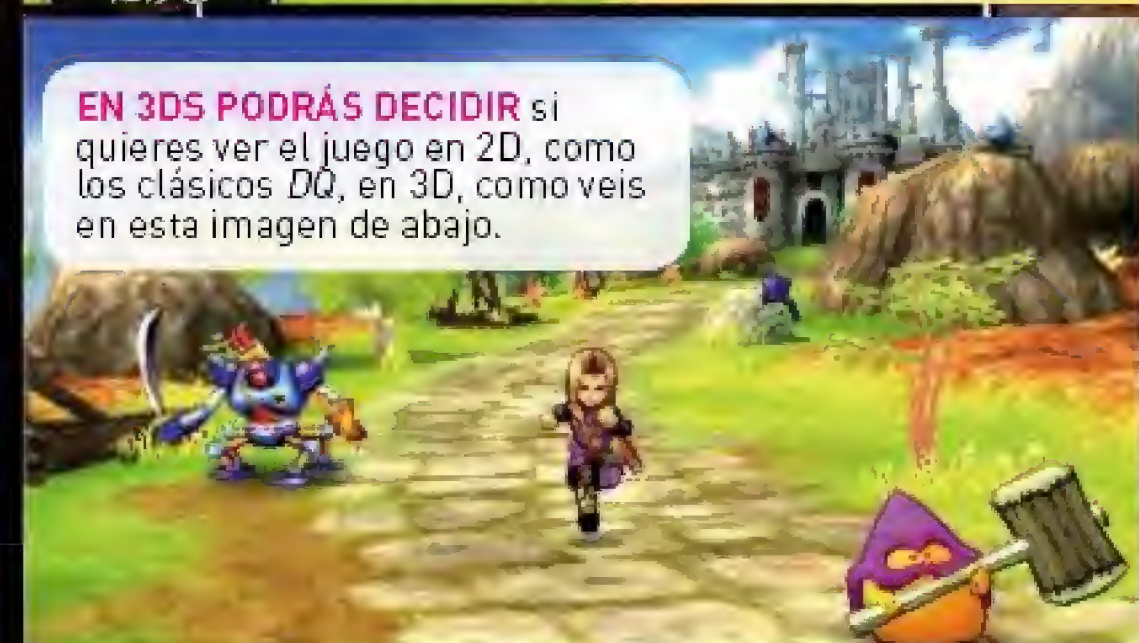 EN 3DS PODRÁS DECIDIR si
quieres ver el juego en 2D, como
los clásicos DQ, en 3D, como veis
en esta imagen de abajo.